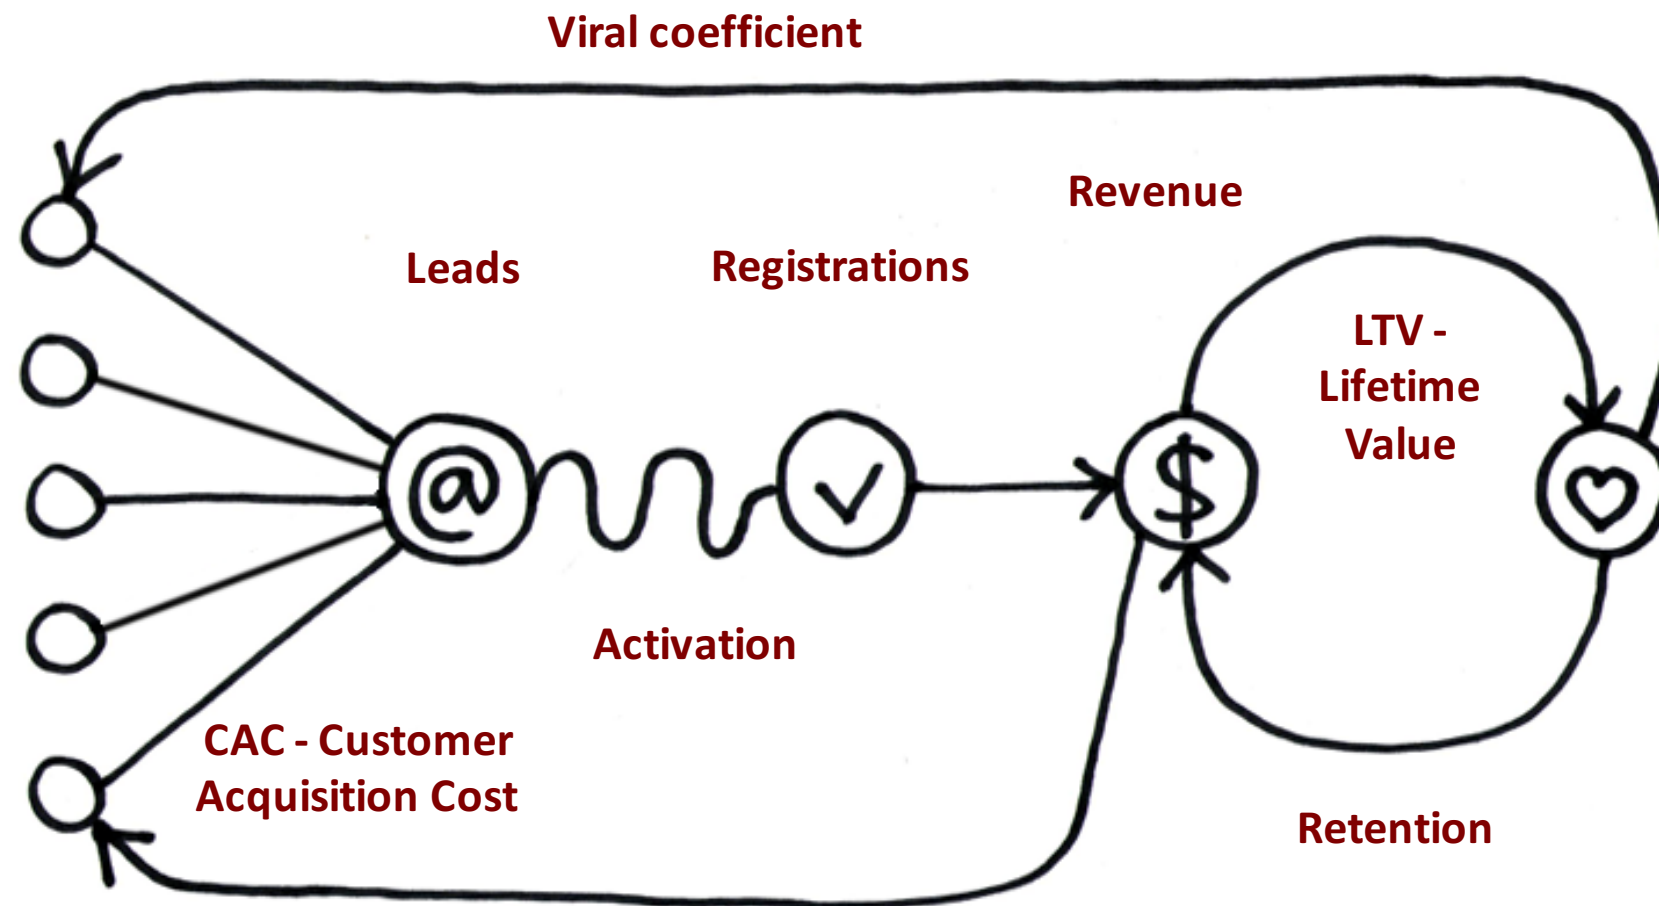 Viral coefficient
Revenue
Leads
Registrations
LTV -
Lifetime
Value
@
$
Activation
CAC - Customer
Acquisition Cost
Retention